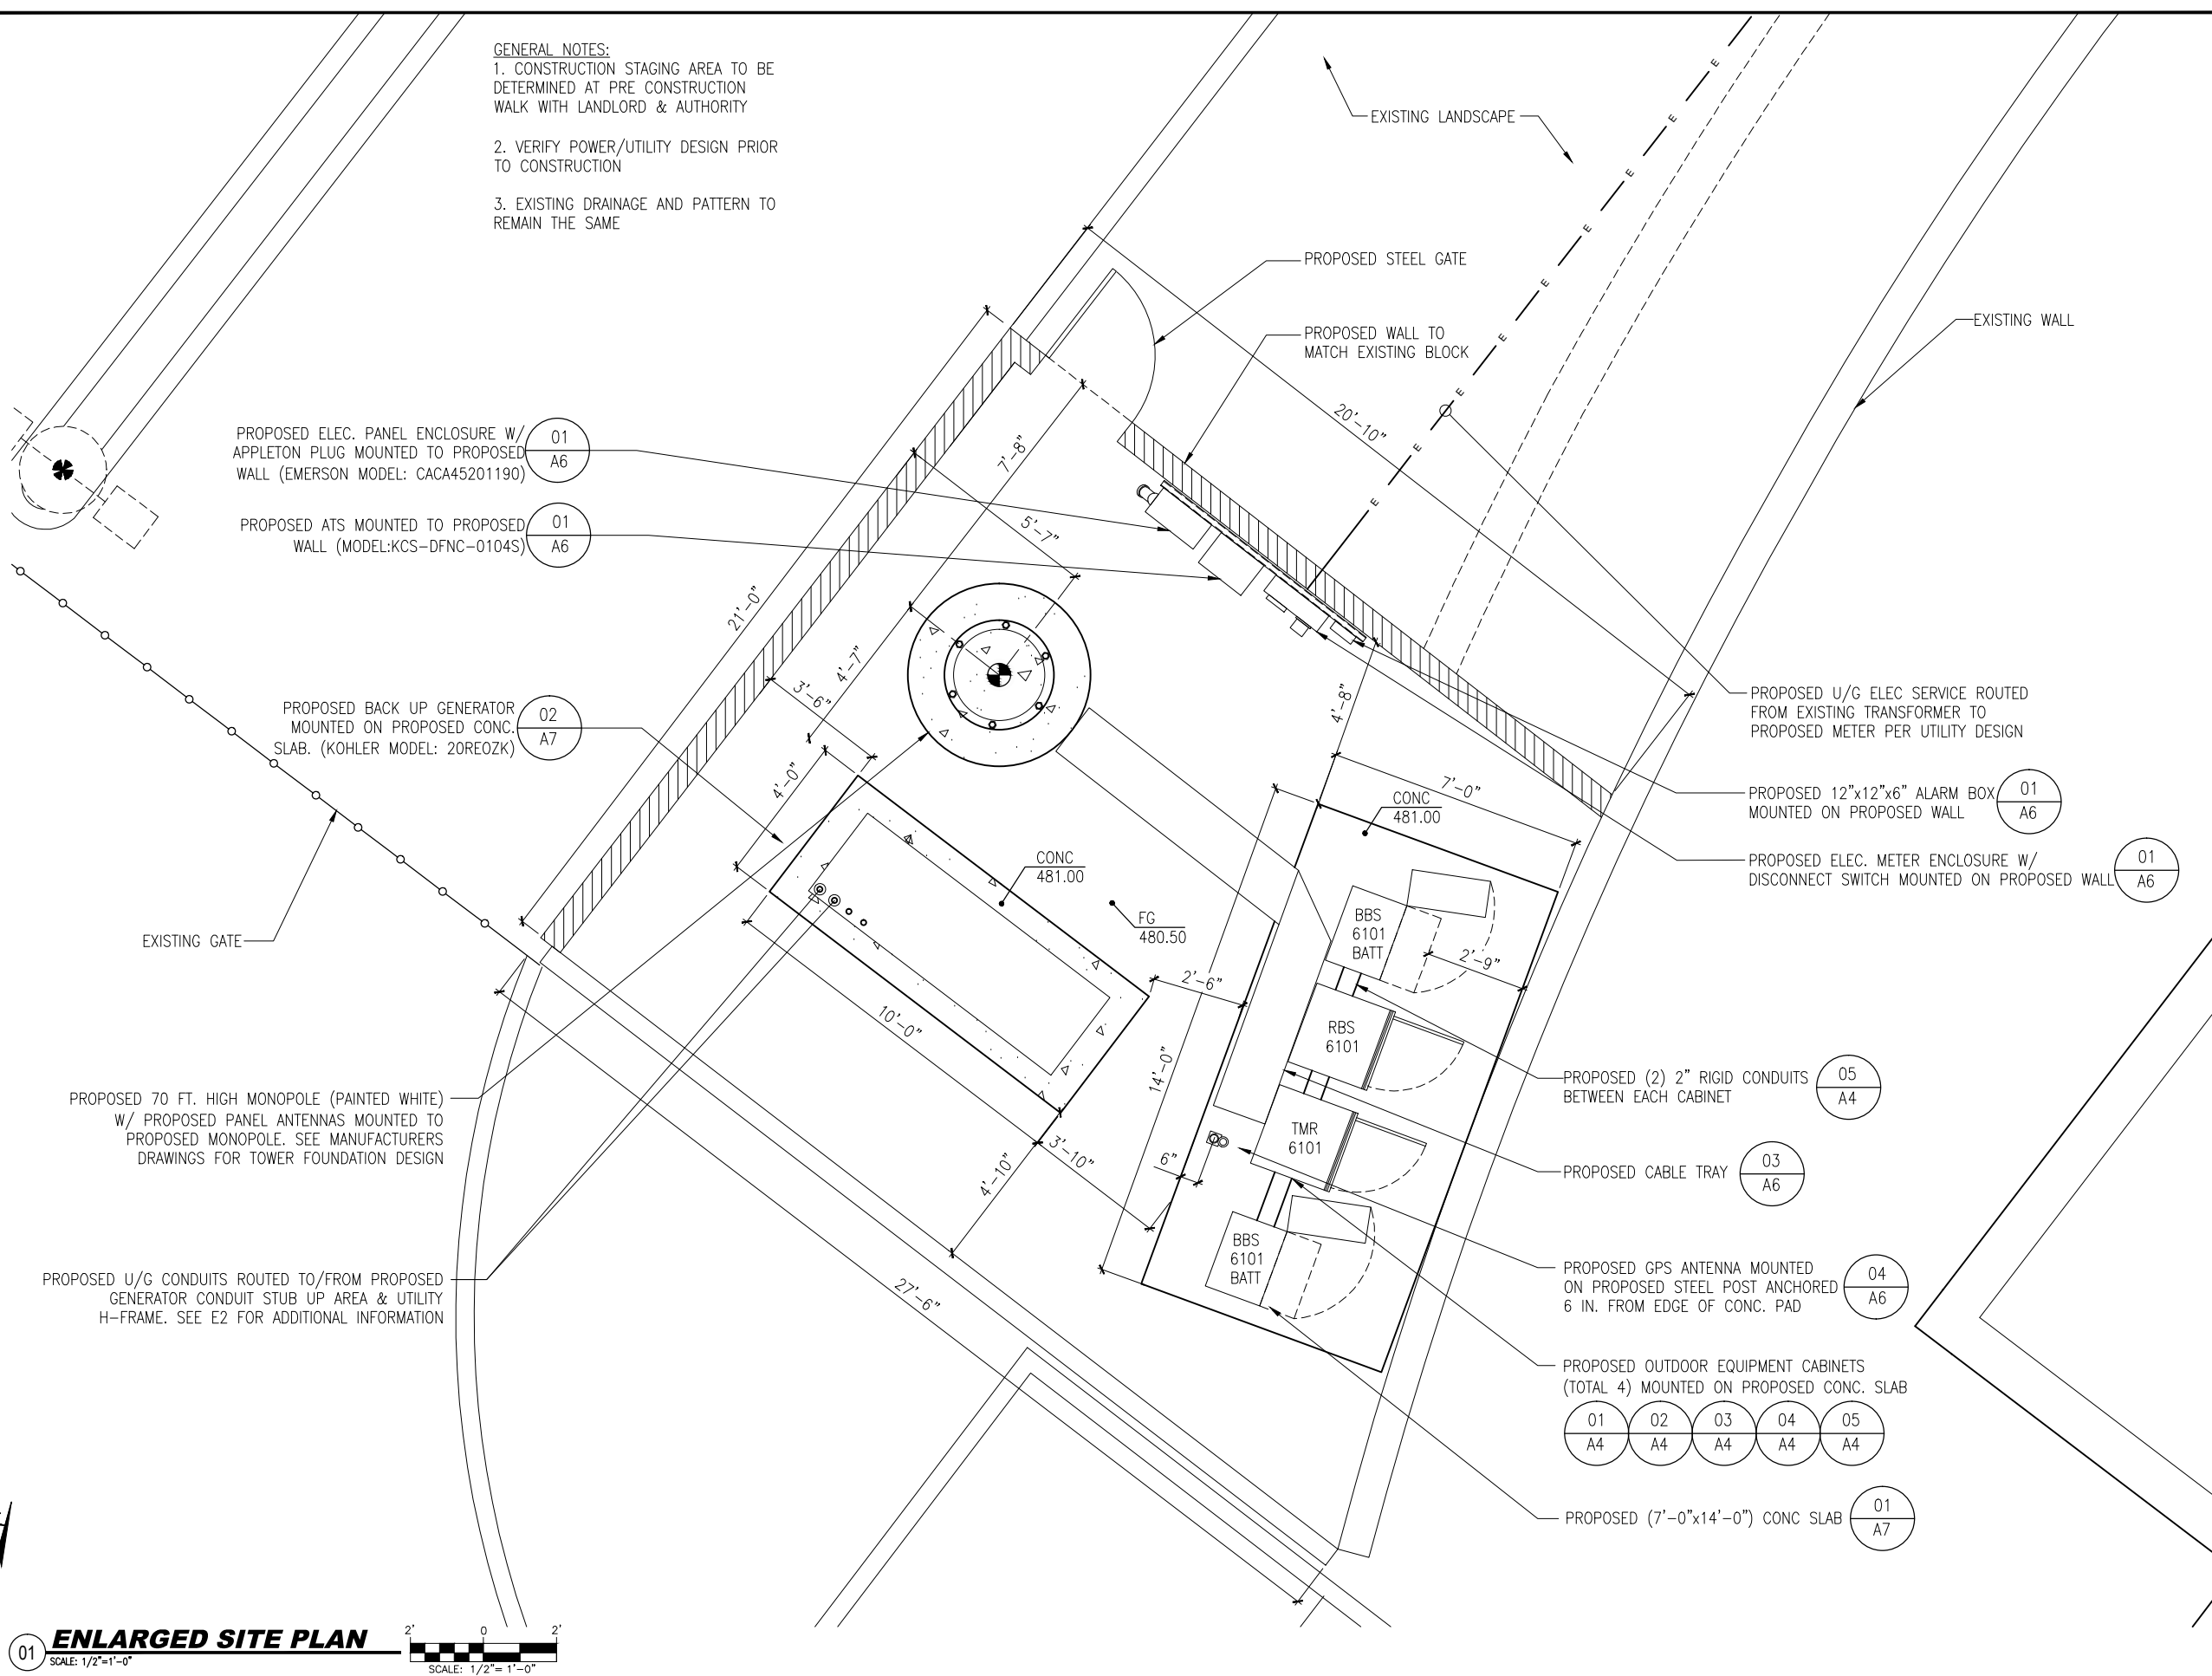 GENERAL NOTES:
1. CONSTRUCTION STAGING AREA TO BE
DETERMINED AT PRE CONSTRUCTION
WALK WITH LANDLORD & AUTHORITY
2. VERIFY POWER/UTILITY DESIGN PRIOR
TO CONSTRUCTION
3. EXISTING DRAINAGE AND PATTERN TO
REMAIN THE SAME
EXISTING LANDSCAPE
PROPOSED STEEL GATE
PROPOSED WALL TO
MATCH EXISTING BLOCK
EXISTING WALL
E
E
E
E
E
E
E
E
E
E
20'-10"
7'-8"
5'-7"
21'-0"
4'-7"
3'-6"
4'-0"
4'-8"
7'-0"
PROPOSED ELEC. PANEL ENCLOSURE W/
APPLETON PLUG MOUNTED TO PROPOSED
WALL (EMERSON MODEL: CACA45201190)
01
A6
PROPOSED ATS MOUNTED TO PROPOSED
WALL (MODEL:KCS-DFNC-0104S)
01
A6
PROPOSED BACK UP GENERATOR
MOUNTED ON PROPOSED CONC.
SLAB. (KOHLER MODEL: 20REOZK)
02
A7
PROPOSED U/G ELEC SERVICE ROUTED
FROM EXISTING TRANSFORMER TO
PROPOSED METER PER UTILITY DESIGN
PROPOSED 12"x12"x6" ALARM BOX
MOUNTED ON PROPOSED WALL
01
A6
PROPOSED ELEC. METER ENCLOSURE W/
DISCONNECT SWITCH MOUNTED ON PROPOSED WALL
01
A6
CONC
481.00
CONC
481.00
FG
480.50
EXISTING GATE
BBS
6101
BATT
2'-9"
2'-6"
10'-0"
14'-0"
RBS
6101
TMR
6101
BBS
6101
BATT
6"
3'-10"
4'-10"
27'-6"
PROPOSED 70 FT. HIGH MONOPOLE (PAINTED WHITE)
W/ PROPOSED PANEL ANTENNAS MOUNTED TO
PROPOSED MONOPOLE. SEE MANUFACTURERS
DRAWINGS FOR TOWER FOUNDATION DESIGN
PROPOSED U/G CONDUITS ROUTED TO/FROM PROPOSED
GENERATOR CONDUIT STUB UP AREA & UTILITY
H-FRAME. SEE E2 FOR ADDITIONAL INFORMATION
PROPOSED (2) 2" RIGID CONDUITS
BETWEEN EACH CABINET
05
A4
PROPOSED CABLE TRAY
03
A6
PROPOSED GPS ANTENNA MOUNTED
ON PROPOSED STEEL POST ANCHORED
6 IN. FROM EDGE OF CONC. PAD
04
A6
PROPOSED OUTDOOR EQUIPMENT CABINETS
(TOTAL 4) MOUNTED ON PROPOSED CONC. SLAB
01 02 03 04 05
A4 A4 A4 A4 A4
PROPOSED (7'-0"x14'-0") CONC SLAB
01
A7
01
ENLARGED SITE PLAN
SCALE: 1/2"=1'-0"
2' 0 2'
SCALE: 1/2"= 1'-0"